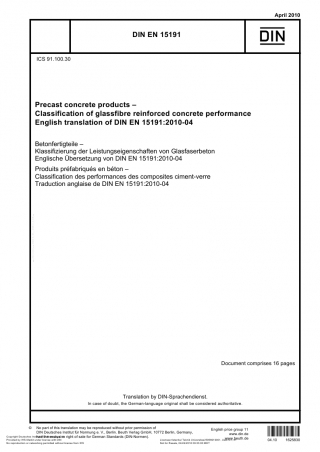 April 2010
DIN EN 15191
DIN
ICS 91.100.30
Precast concrete products –
Classification of glassfibre reinforced concrete performance
English translation of DIN EN 15191:2010-04
Betonfertigteile –
Klassifizierung der Leistungseigenschaften von Glasfaserbeton
Englische Übersetzung von DIN EN 15191:2010-04
Produits préfabriqués en béton –
Classification des performances des composites ciment-verre
Traduction anglaise de DIN EN 15191:2010-04
Document comprises 16 pages
Translation by DIN-Sprachendienst.
In case of doubt, the German-language original shall be considered authoritative.
© No part of this translation may be reproduced without prior permission of
DIN Deutsches Institut für Normung e. V., Berlin. Beuth Verlag GmbH, 10772 Berlin, Germany,
has the exclusive right of sale for German Standards (DIN-Normen).
English price group 11
www.din.de
www.beuth.de
04.10